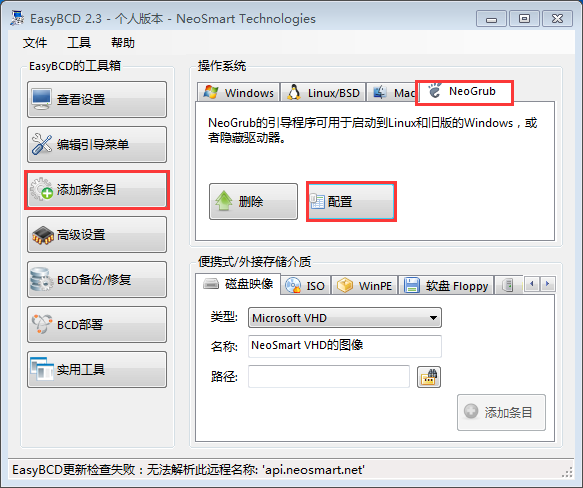 EasyBCD 2.3 - 个人版本 - NeoSmart Technologies
文件 工具 帮助
EasyBCD的工具箱
查看设置
编辑引导菜单
添加新条目
高级设置
BCD备份/修复
BCD部署
实用工具
操作系统
Windows Linux/BSD Mac NeoGrub
NeoGrub的引导程序可用于启动到Linux和旧版的Windows，或
者隐藏驱动器。
删除 配置
便携式/外接存储介质
磁盘映像 ISO WinPE 软盘 Floppy
类型: Microsoft VHD
名称: NeoSmart VHD的图像
路径:
添加条目
EasyBCD更新检查失败：无法解析此远程名称: 'api.neosmart.net'